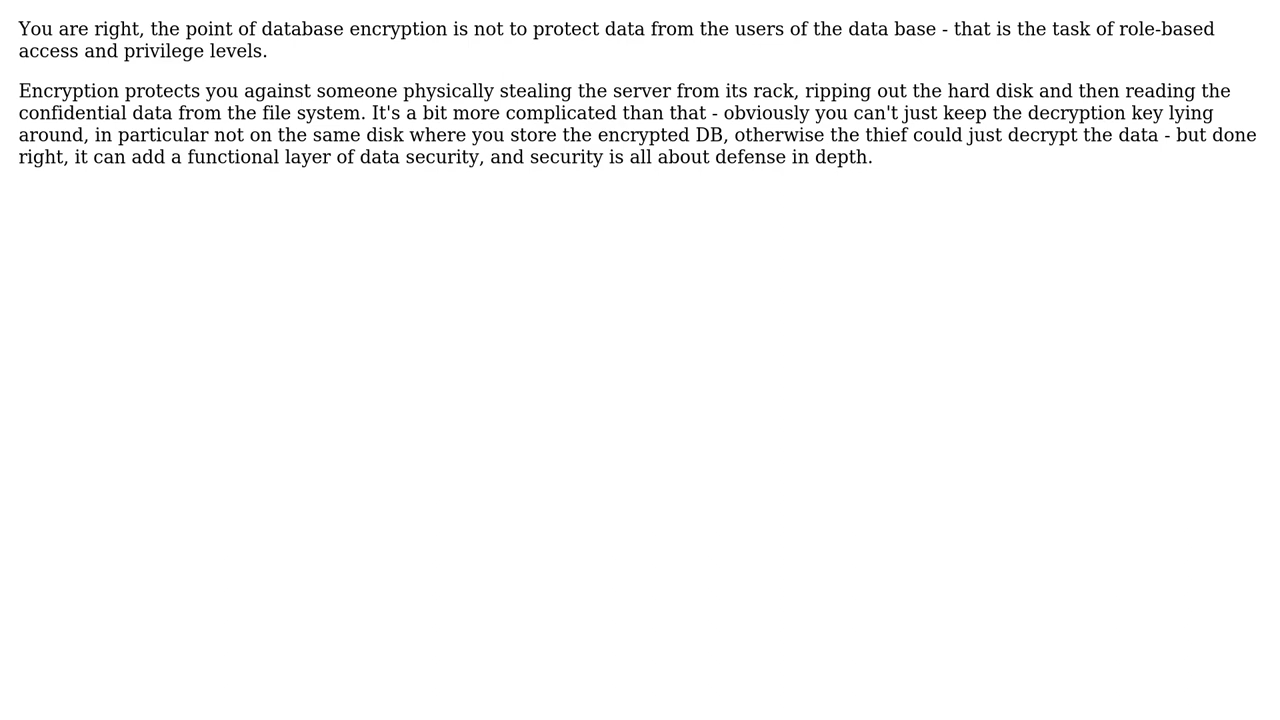 You are right, the point of database encryption is not to protect data from the users of the data base - that is the task of role-based
access and privilege levels.
Encryption protects you against someone physically stealing the server from its rack, ripping out the hard disk and then reading the
confidential data from the file system. It's a bit more complicated than that - obviously you can't just keep the decryption key lying
around, in particular not on the same disk where you store the encrypted DB, otherwise the thief could just decrypt the data - but done
right, it can add a functional layer of data security, and security is all about defense in depth.